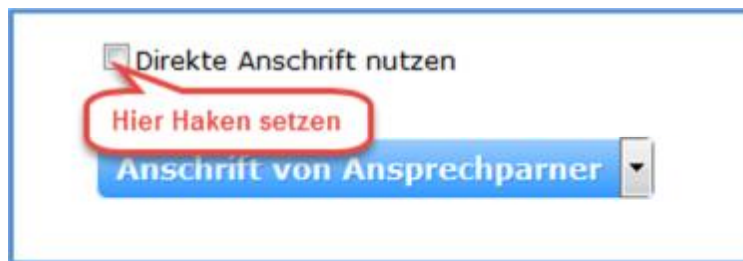 Direkte Anschrift nutzen
Hier Haken setzen
Anschrift von Ansprechparner